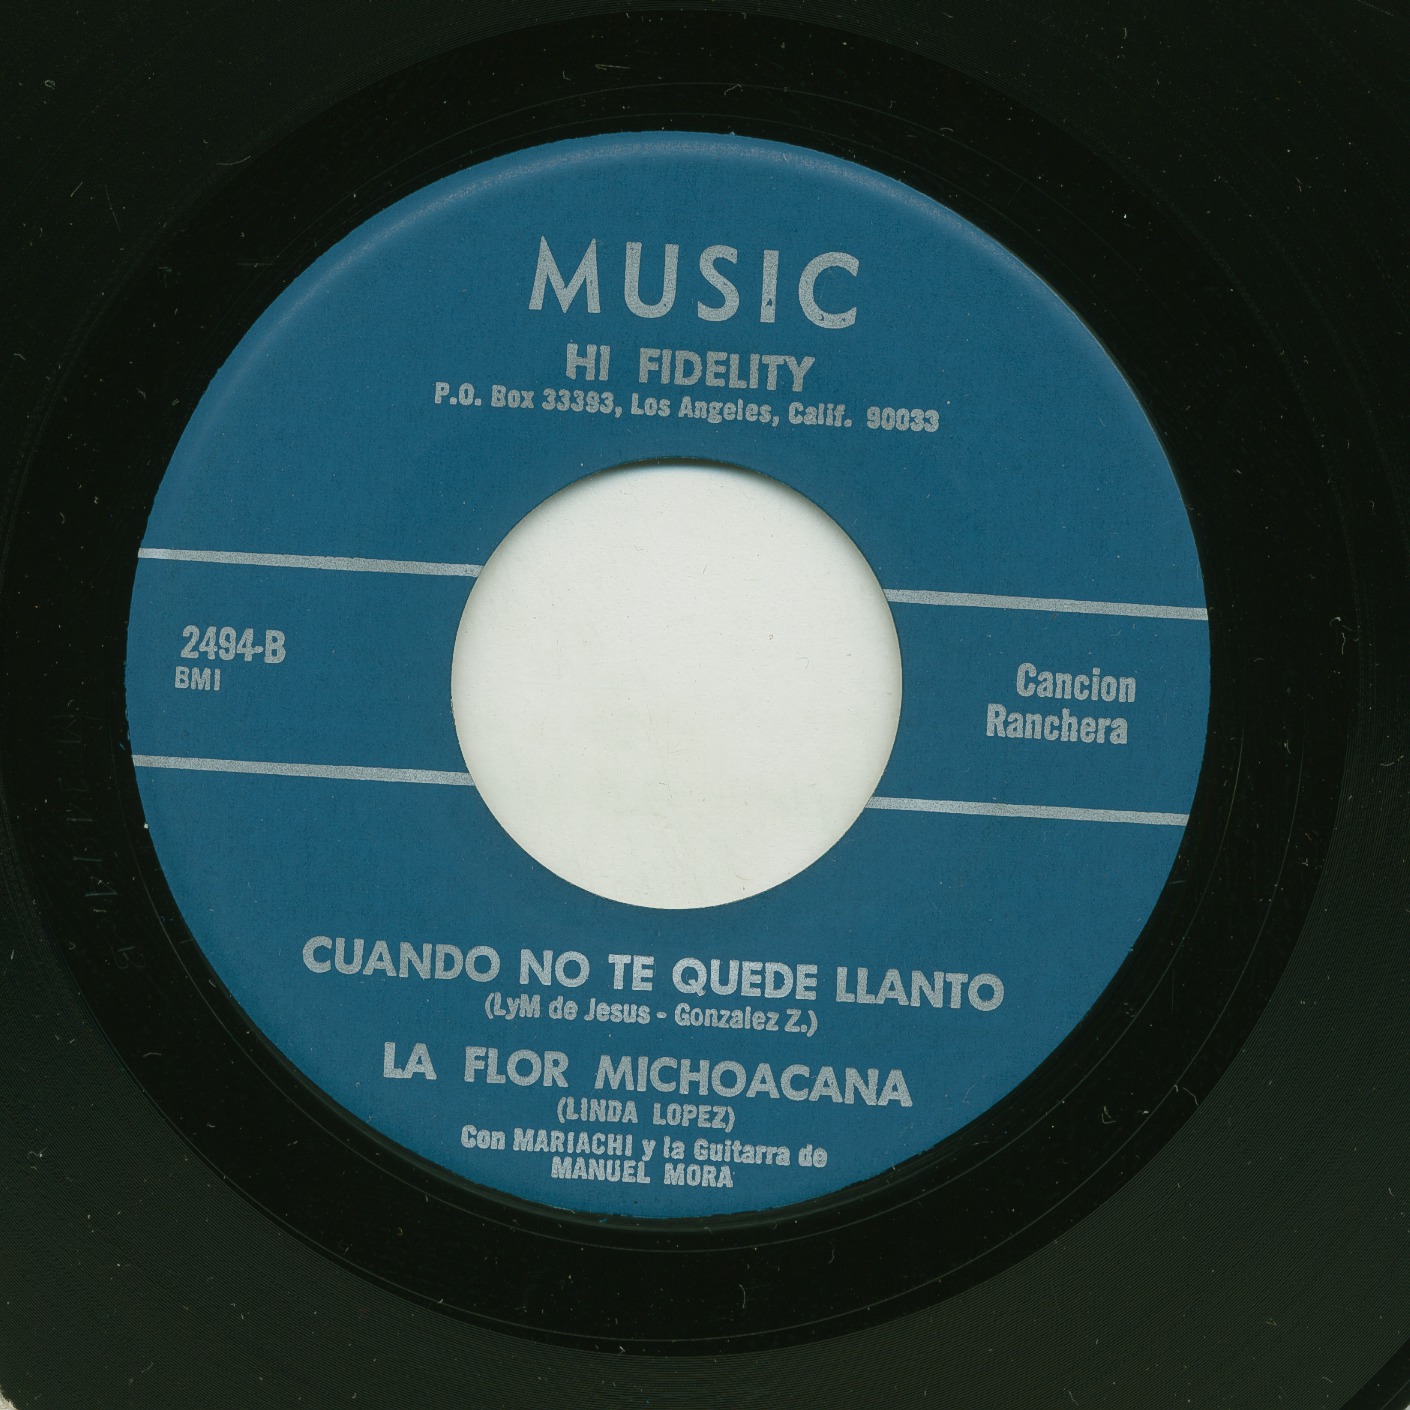 MUSIC
HI FIDELITY
P.O. Box 33393, Los Angeles, Calif. 90033
2494-B
BMI
Cancion
Ranchera
CUANDO NO TE QUEDE LLANTO
(LyM de Jesus - Gonzalez Z.)
LA FLOR MICHOACANA
(LINDA LOPEZ)
Con MARIACHI y la Guitarra de
MANUEL MORA